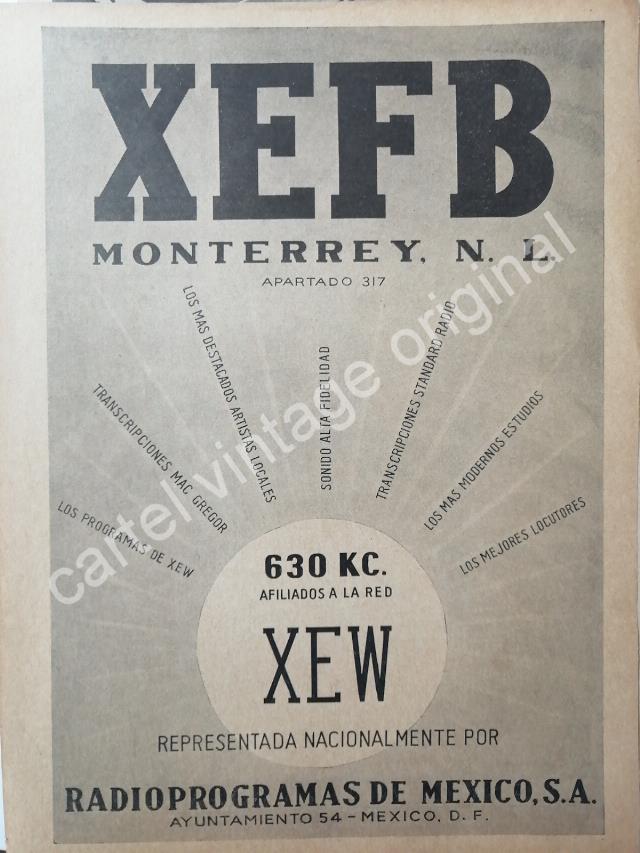 XEFB
MONTERREY, N. L.
APARTADO 317
LOS PROGRAMAS DE XEW
TRANSCRIPCIONES MAC GREGOR
LOS MAS DESTACADOS ARTISTAS LOCALES
SONIDO ALTA FIDELIDAD
TRANSCRIPCIONES STANDARD RADIO
LOS MAS MODERNOS ESTUDIOS
LOS MEJORES LOCUTORES
630 KC.
AFILIADOS A LA RED
XEW
REPRESENTADA NACIONALMENTE POR
RADIOPROGRAMAS DE MEXICO, S.A.
AYUNTAMIENTO 54 - MEXICO, D. F.
cartel vintage original